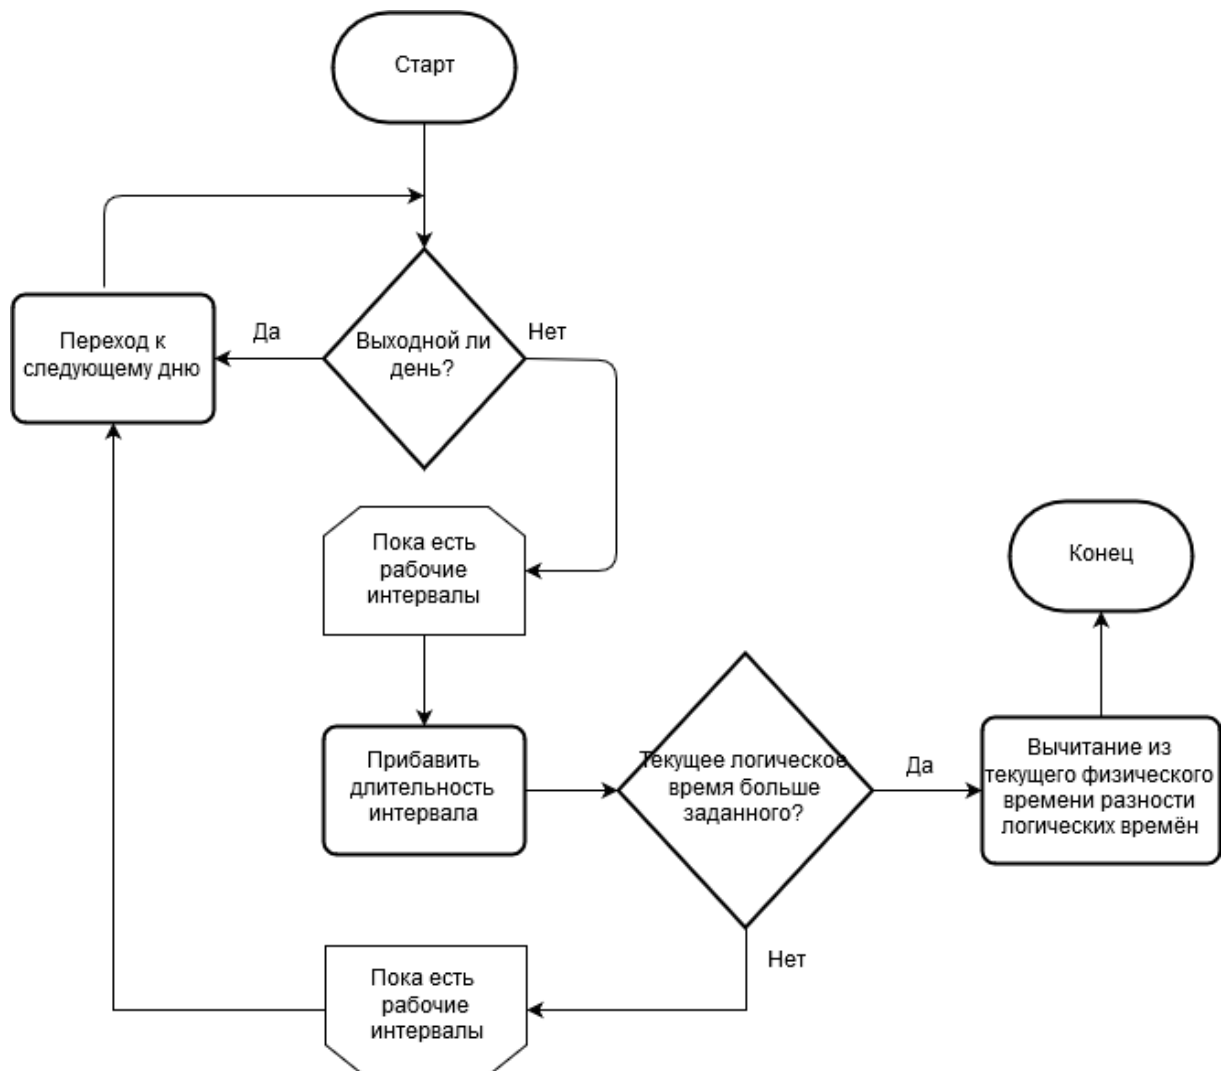 Старт
Переход к
следующему дню
Да
Выходной ли
день?
Нет
Пока есть
рабочие
интервалы
Конец
Прибавить
длительность
интервала
Текущее логическое
время больше
заданного?
Да
Вычитание из
текущего физического
времени разности
логических времён
Нет
Пока есть
рабочие
интервалы